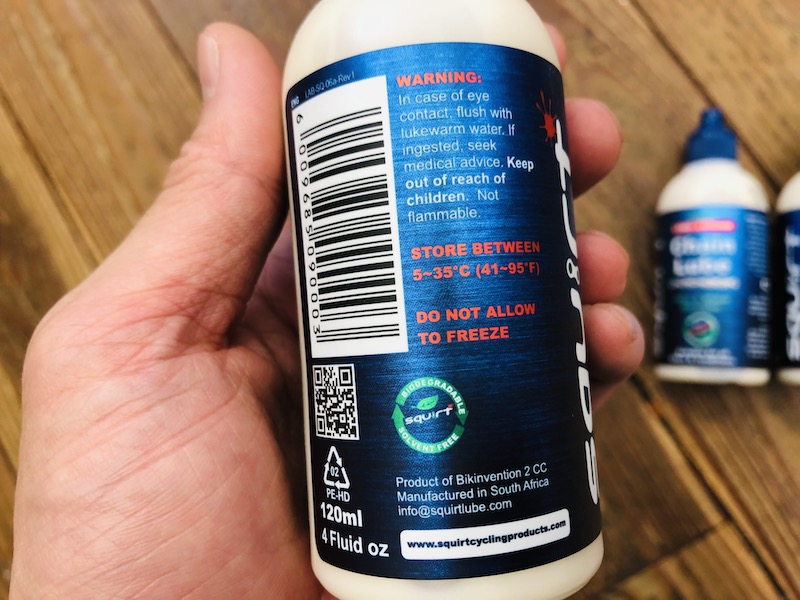 ENG LAB-SQ 06a-Rev1
6 009685 090003
WARNING:
In case of eye
contact, flush with
lukewarm water. If
ingested, seek
medical advice. Keep
out of reach of
children. Not
flammable.
STORE BETWEEN
5~35°C (41~95°F)
DO NOT ALLOW
TO FREEZE
BIODEGRADABLE
squirt
SOLVENT FREE
02
PE-HD
120ml
4 Fluid oz
Product of Bikinvention 2 CC
Manufactured in South Africa
info@squirtlube.com
www.squirtcyclingproducts.com
squirt
Chain
Lube
SQUIRT